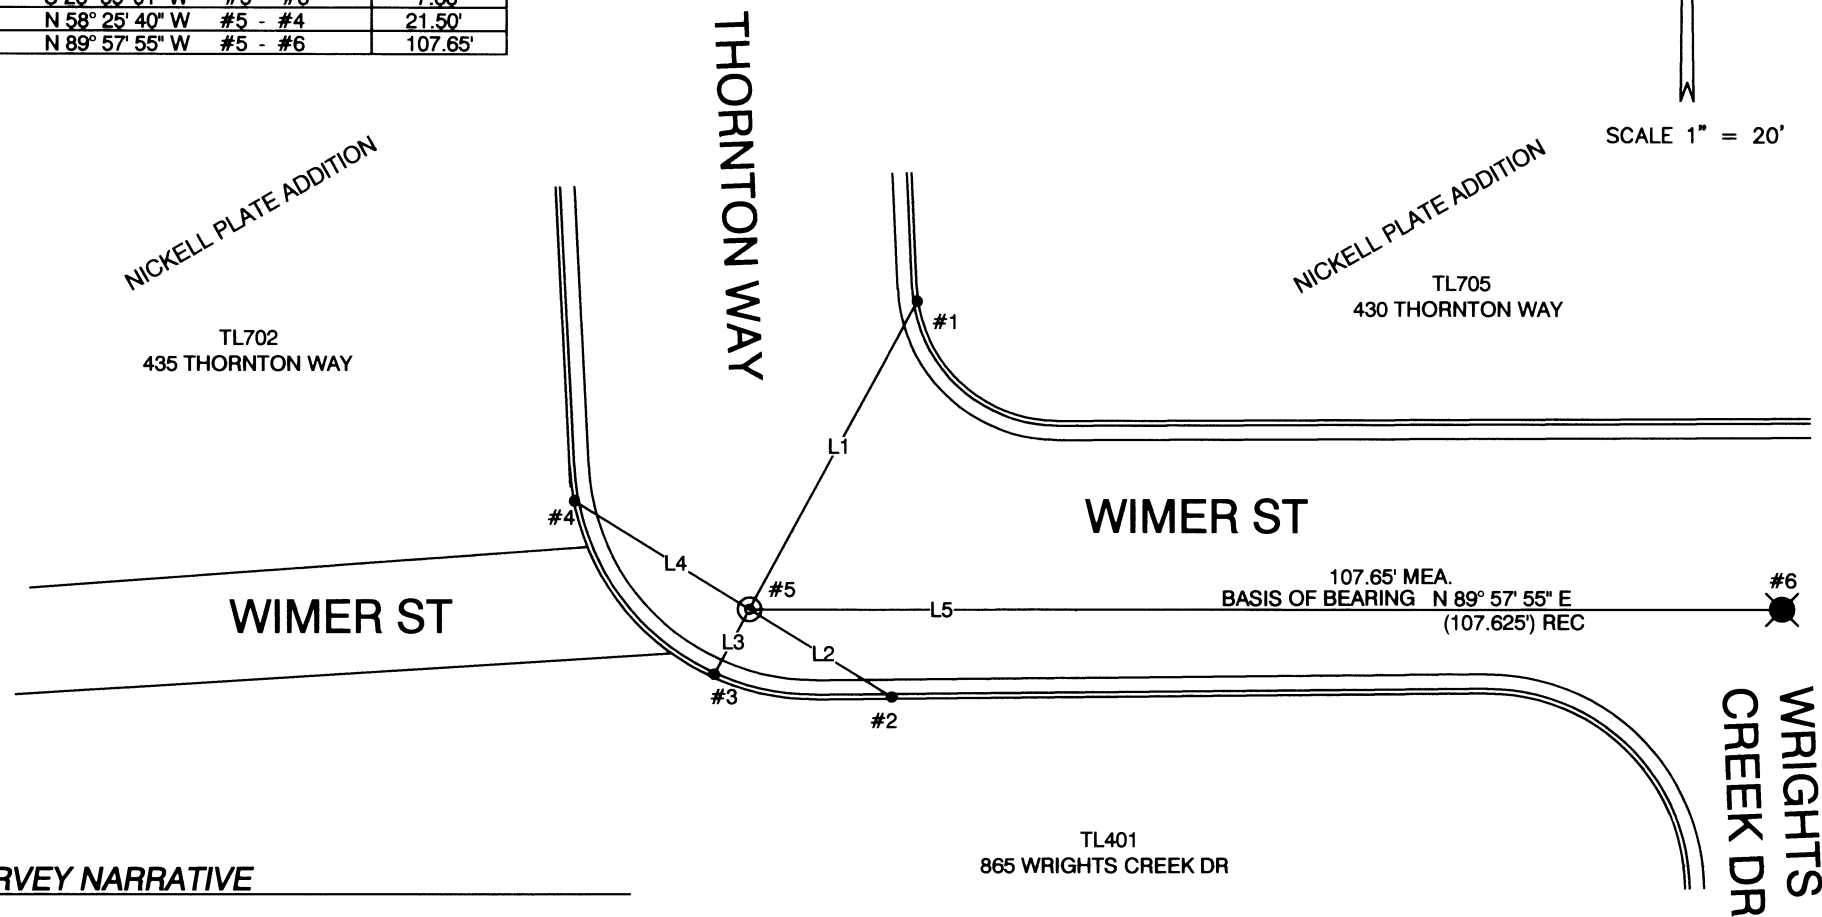 N 58° 25' 40" W #5 - #4 21.50'
N 89° 57' 55" W #5 - #6 107.65'
THORNTON WAY
SCALE 1" = 20'
NICKELL PLATE ADDITION
NICKELL PLATE ADDITION
TL705
430 THORNTON WAY
TL702
435 THORNTON WAY
#1
L1
WIMER ST
#4
L4
#5
107.65' MEA.
#6
BASIS OF BEARING N 89° 57' 55" E
L5
(107.625') REC
WIMER ST
L3
L2
#3
#2
WRIGHTS
CREEK DR
TL401
865 WRIGHTS CREEK DR
RVEY NARRATIVE